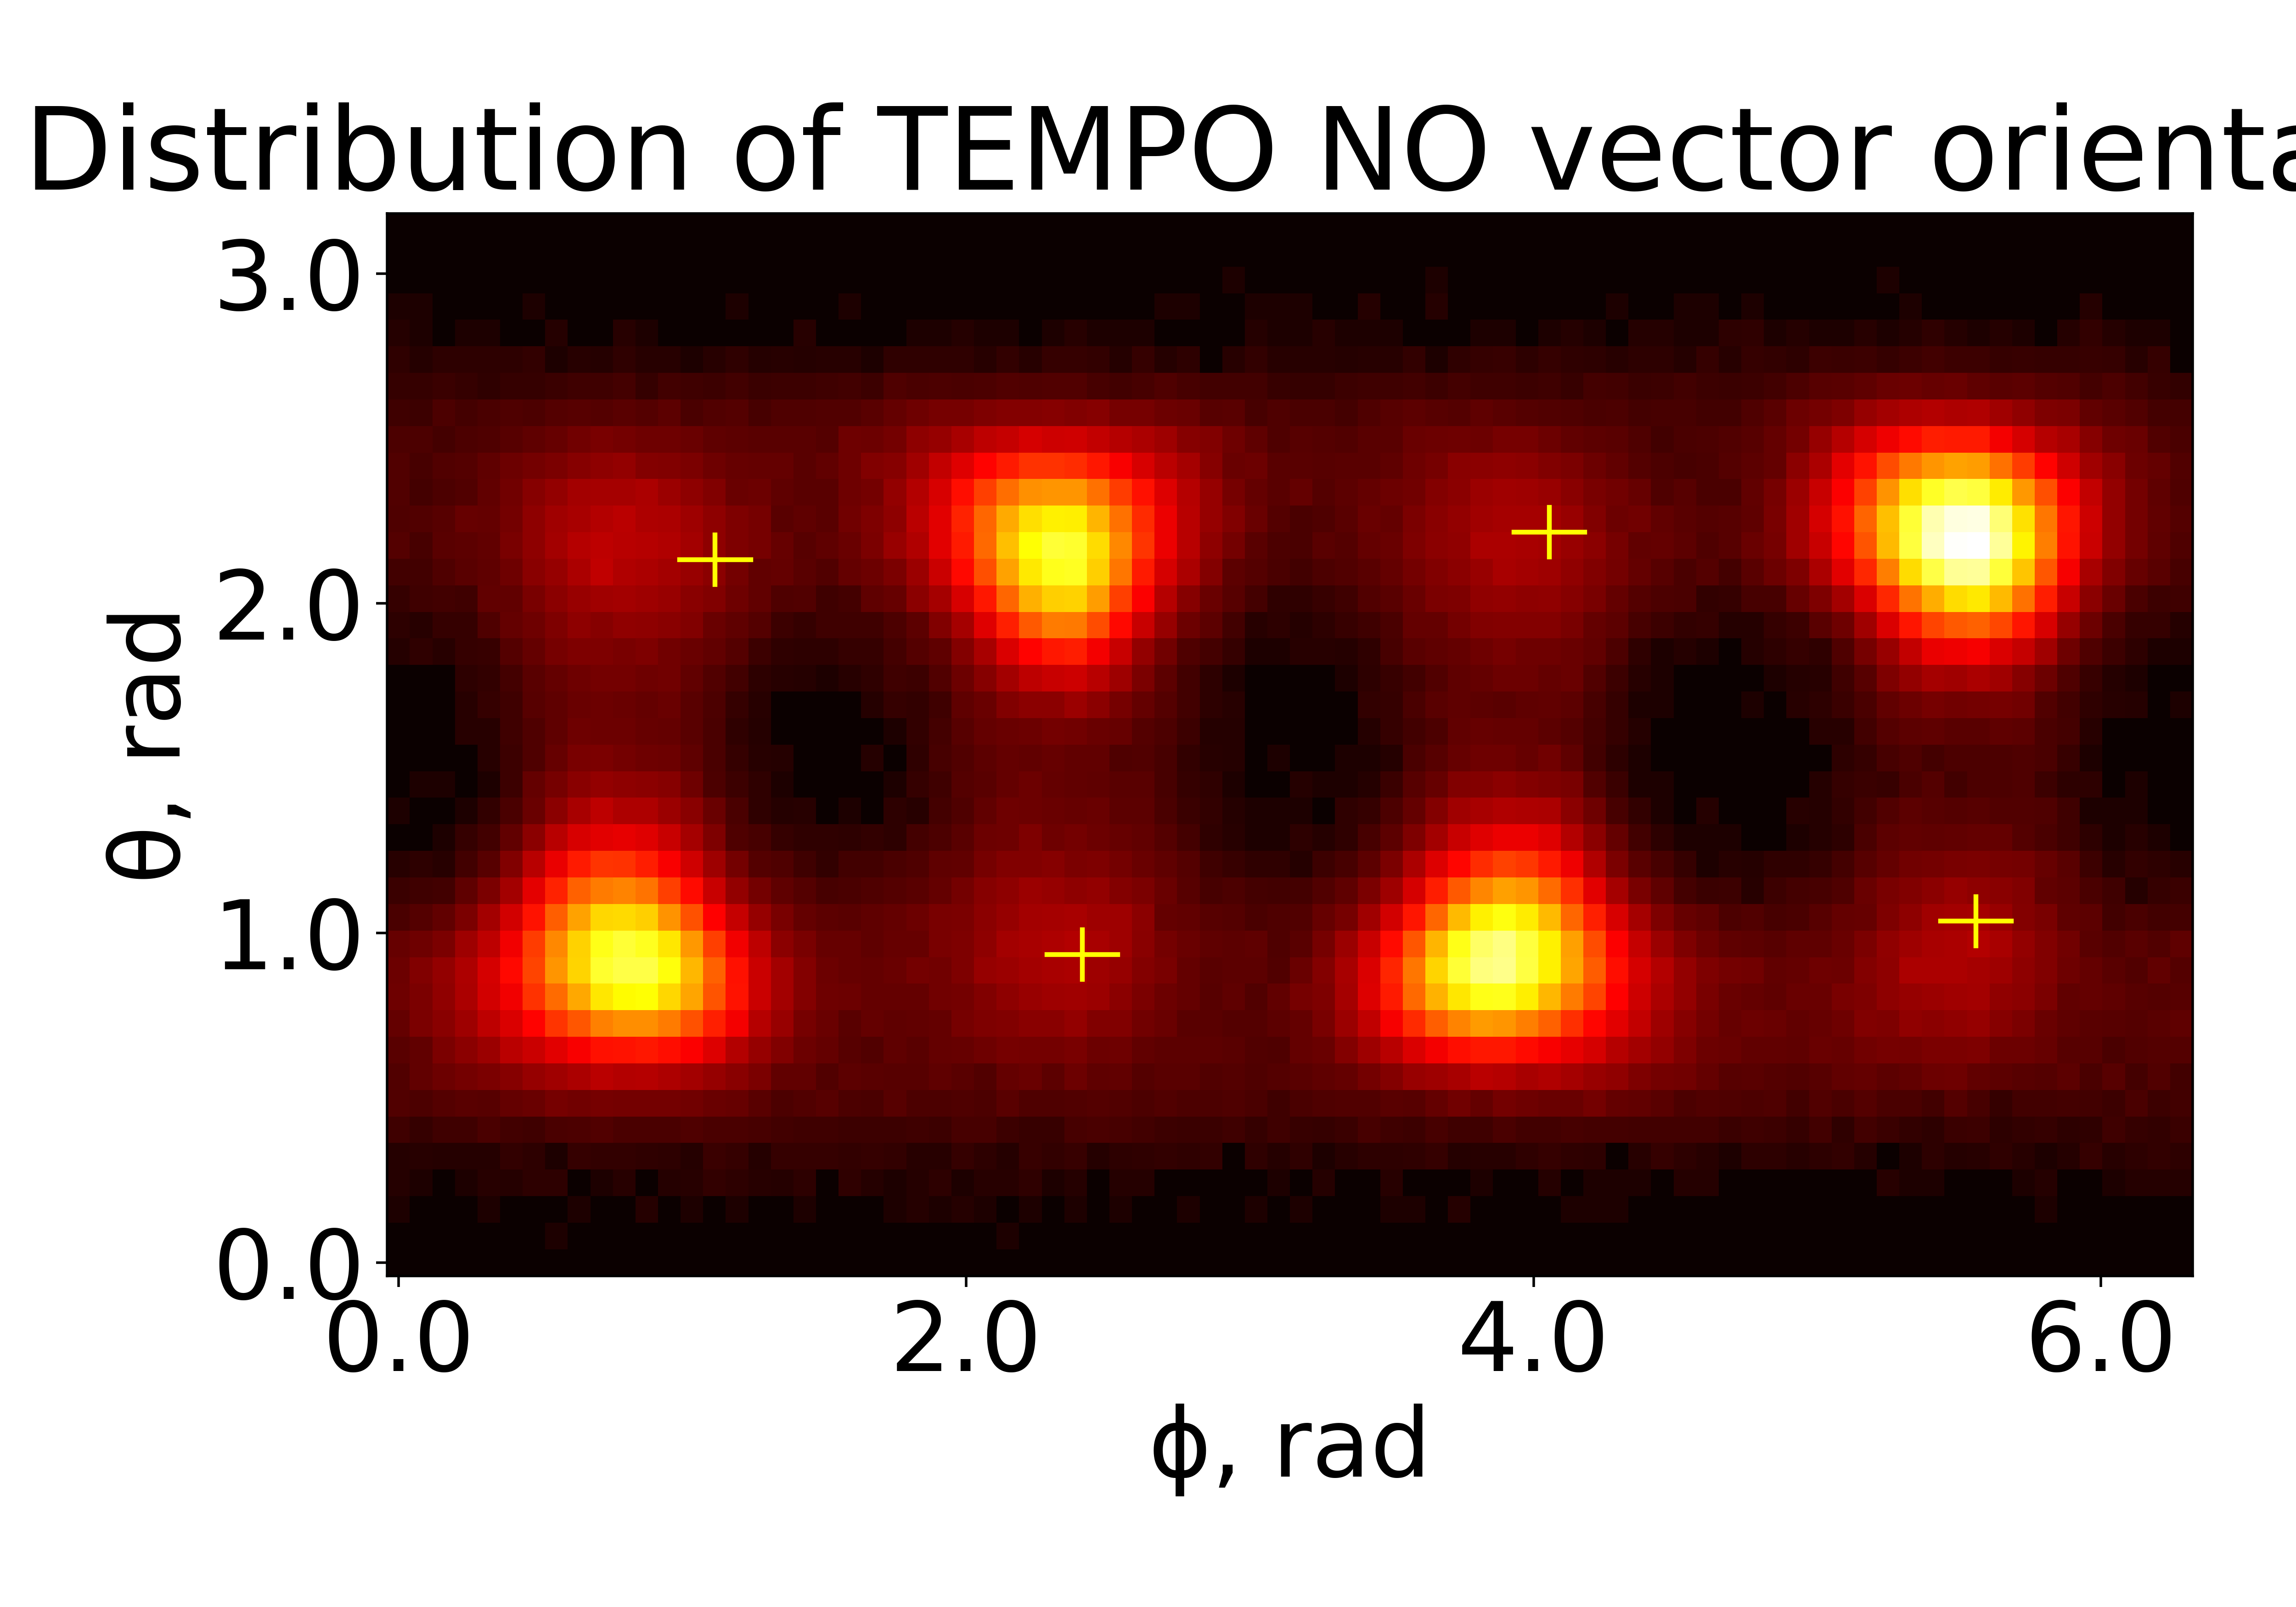 Distribution of TEMPO NO vector orienta
3.0
2.0
1.0
0.0
θ, rad
0.0 2.0 4.0 6.0
ϕ, rad